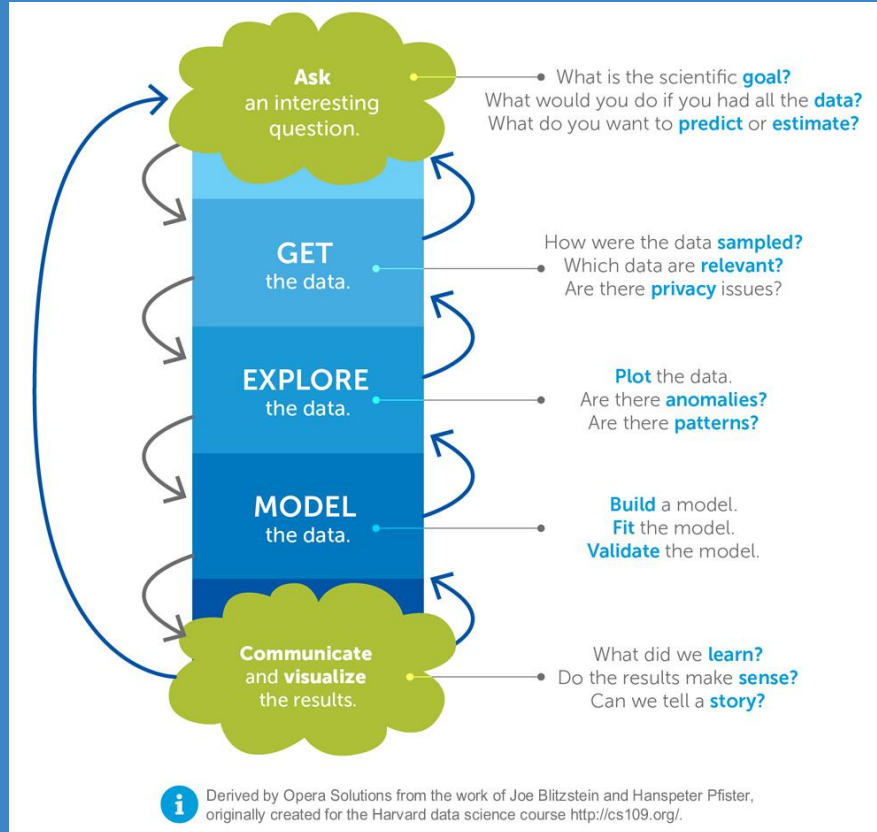 Ask
an interesting
question.
What is the scientific goal?
What would you do if you had all the data?
What do you want to predict or estimate?
GET
the data.
How were the data sampled?
Which data are relevant?
Are there privacy issues?
EXPLORE
the data.
Plot the data.
Are there anomalies?
Are there patterns?
MODEL
the data.
Build a model.
Fit the model.
Validate the model.
Communicate
and visualize
the results.
What did we learn?
Do the results make sense?
Can we tell a story?
i
Derived by Opera Solutions from the work of Joe Blitzstein and Hanspeter Pfister,
originally created for the Harvard data science course http://cs109.org/.